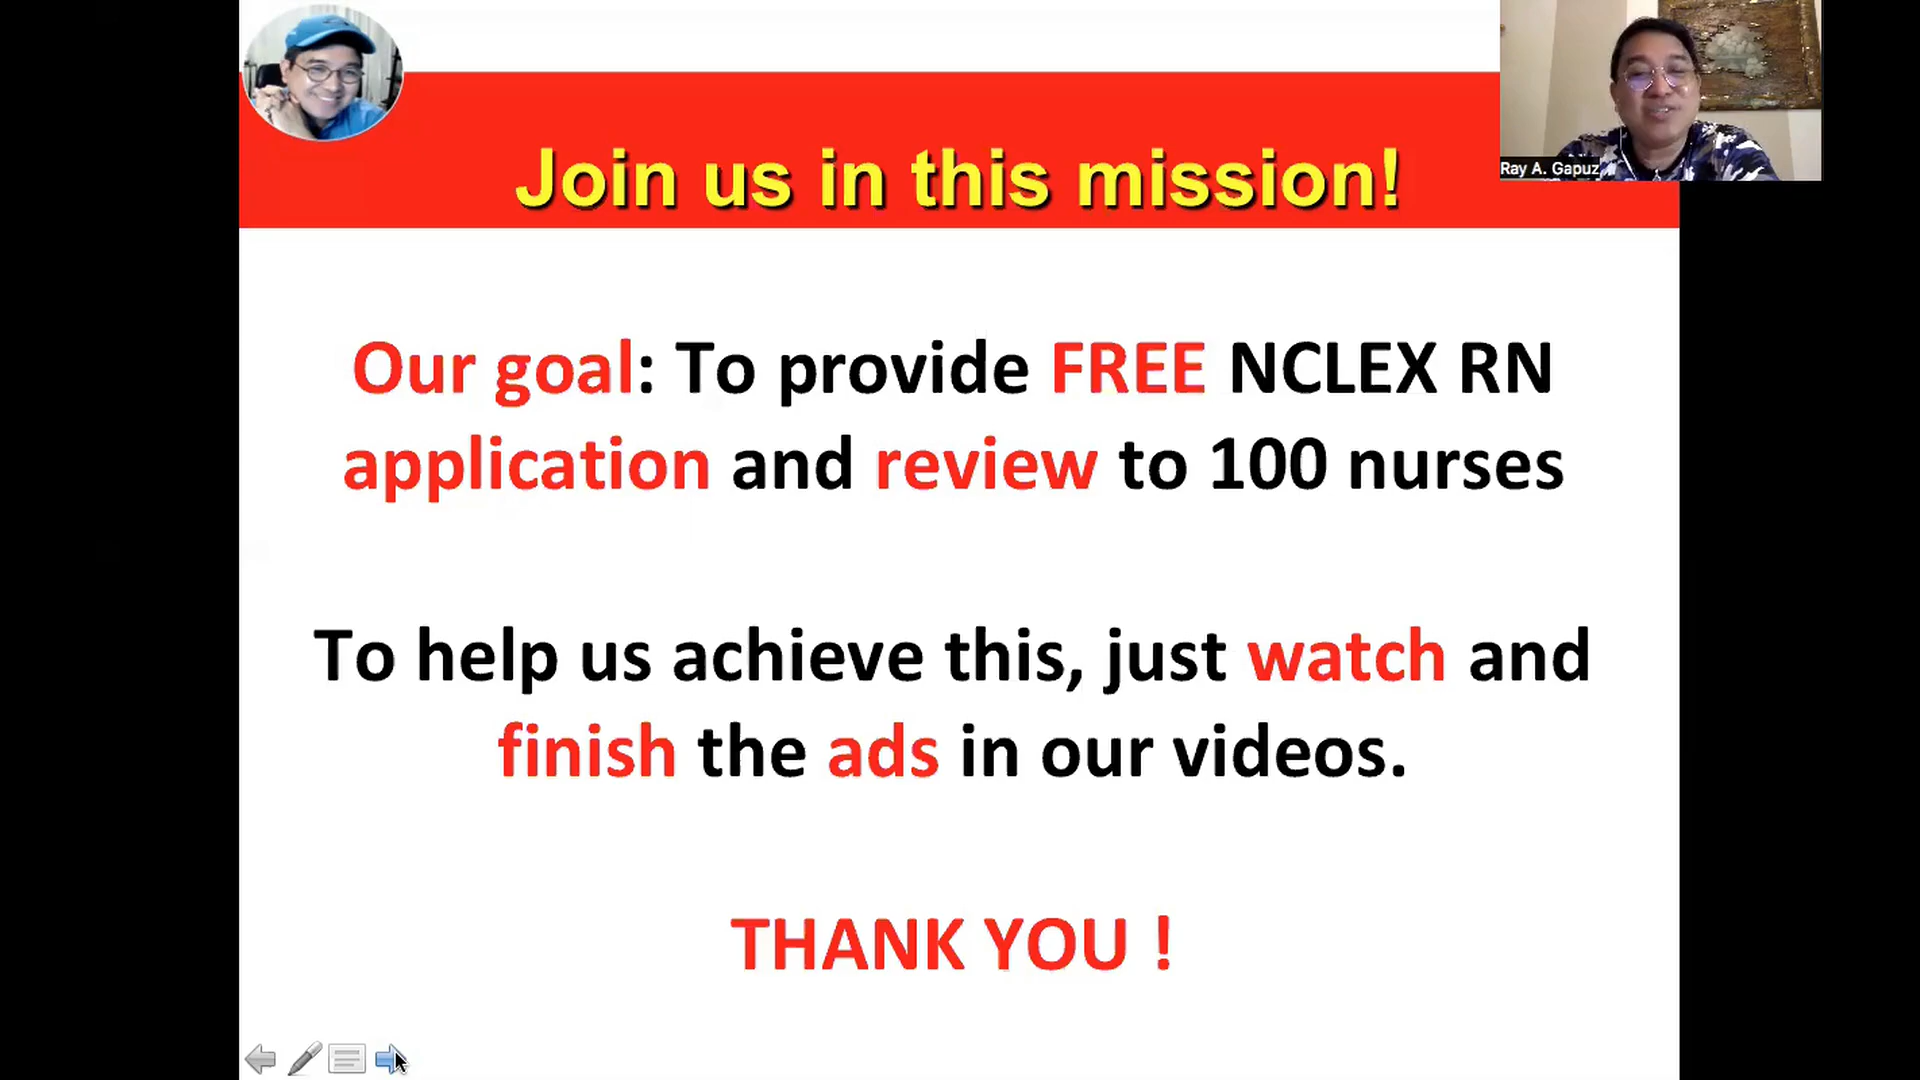 Join us in this mission!
Ray A. Gapuz
Our goal: To provide FREE NCLEX RN
application and review to 100 nurses
To help us achieve this, just watch and
finish the ads in our videos.
THANK YOU !